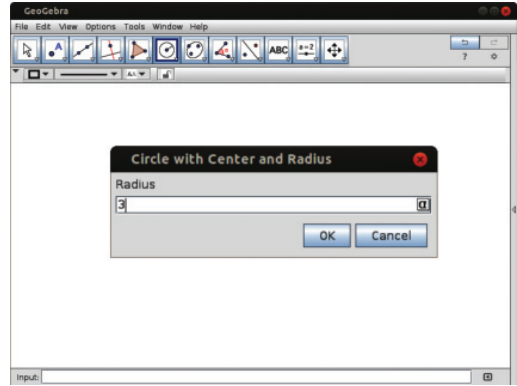 GeoGebra
File Edit View Options Tools Window Help
A ABC a=2
?
AA
Circle with Center and Radius
Radius
3 α
OK Cancel
Input: